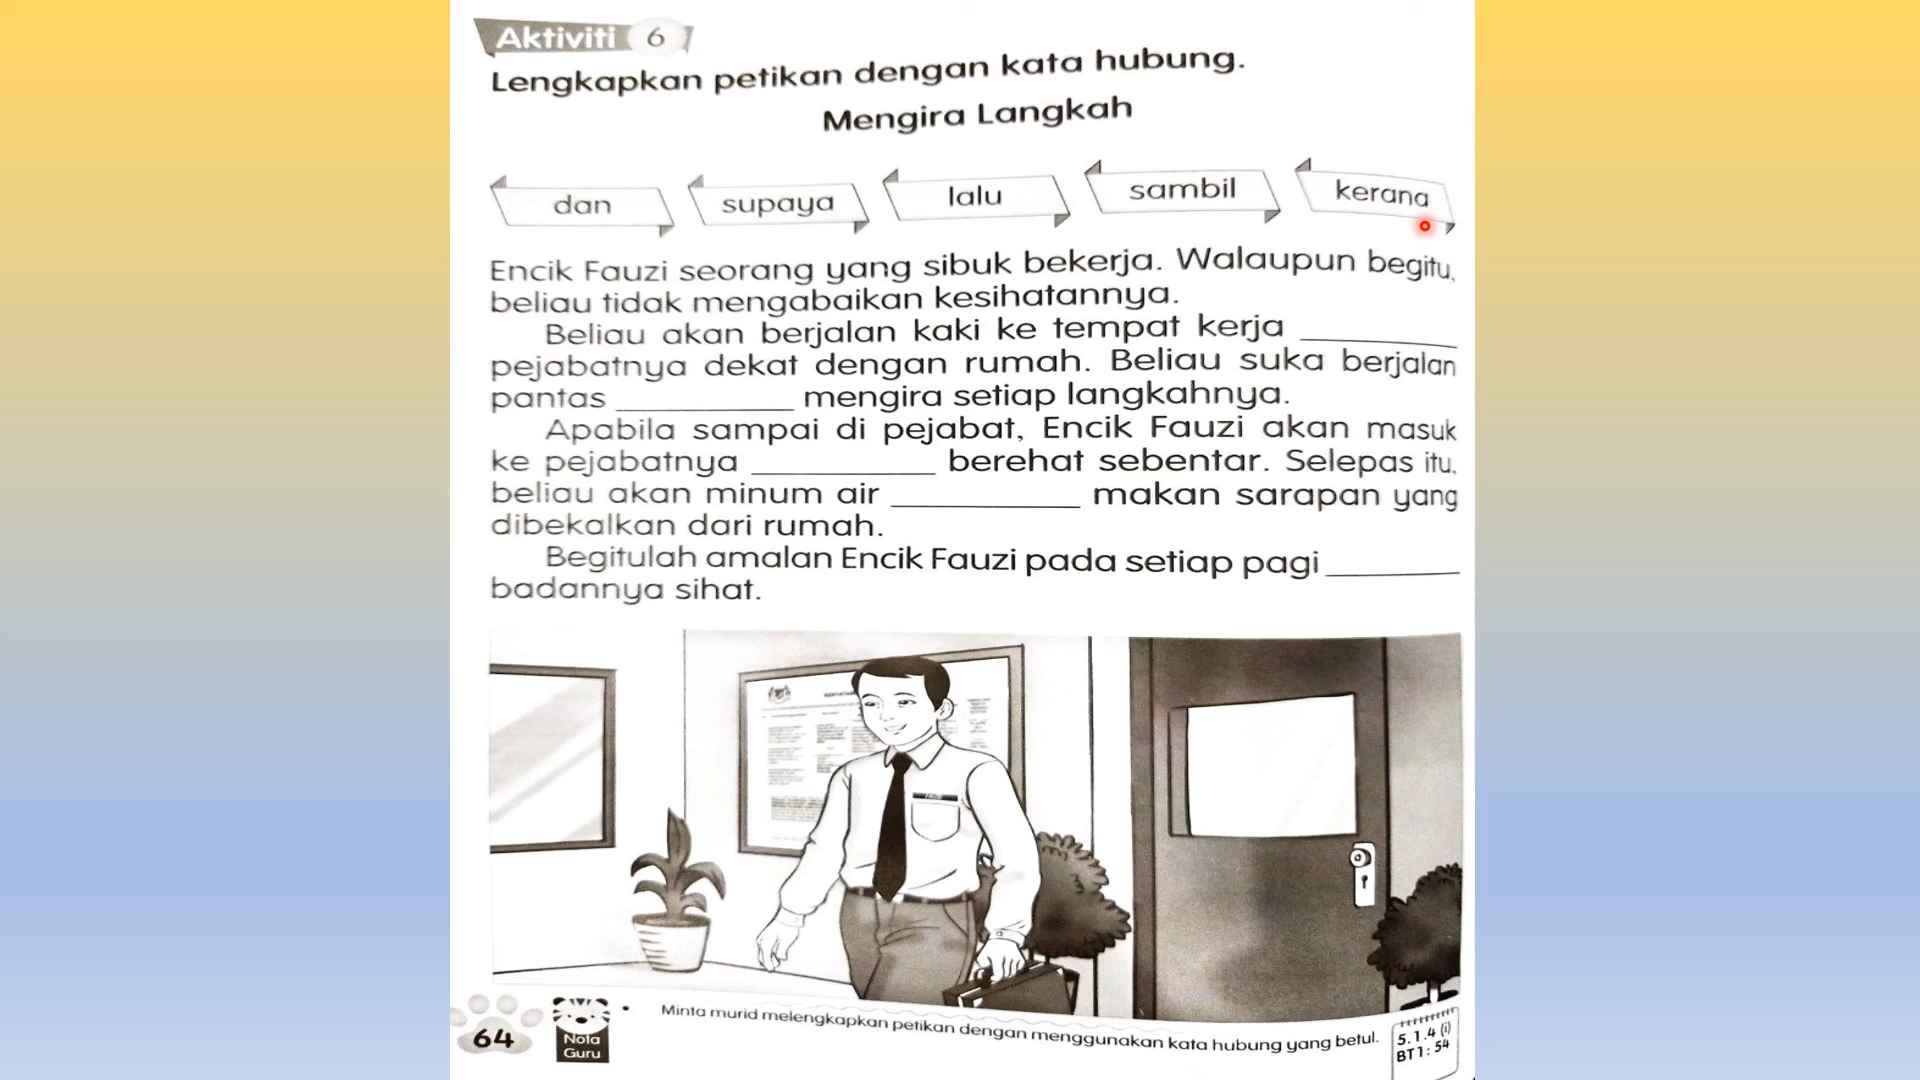 Aktiviti 6
Lengkapkan petikan dengan kata hubung.
Mengira Langkah
dan supaya lalu sambil kerana
Encik Fauzi seorang yang sibuk bekerja. Walaupun begitu,
beliau tidak mengabaikan kesihatannya.
Beliau akan berjalan kaki ke tempat kerja __________
pejabatnya dekat dengan rumah. Beliau suka berjalan
pantas __________ mengira setiap langkahnya.
Apabila sampai di pejabat, Encik Fauzi akan masuk
ke pejabatnya __________ berehat sebentar. Selepas itu,
beliau akan minum air __________ makan sarapan yang
dibekalkan dari rumah.
Begitulah amalan Encik Fauzi pada setiap pagi __________
badannya sihat.
64
Nota
Guru
• Minta murid melengkapkan petikan dengan menggunakan kata hubung yang betul.
5.1.4 (i)
BT1: 54